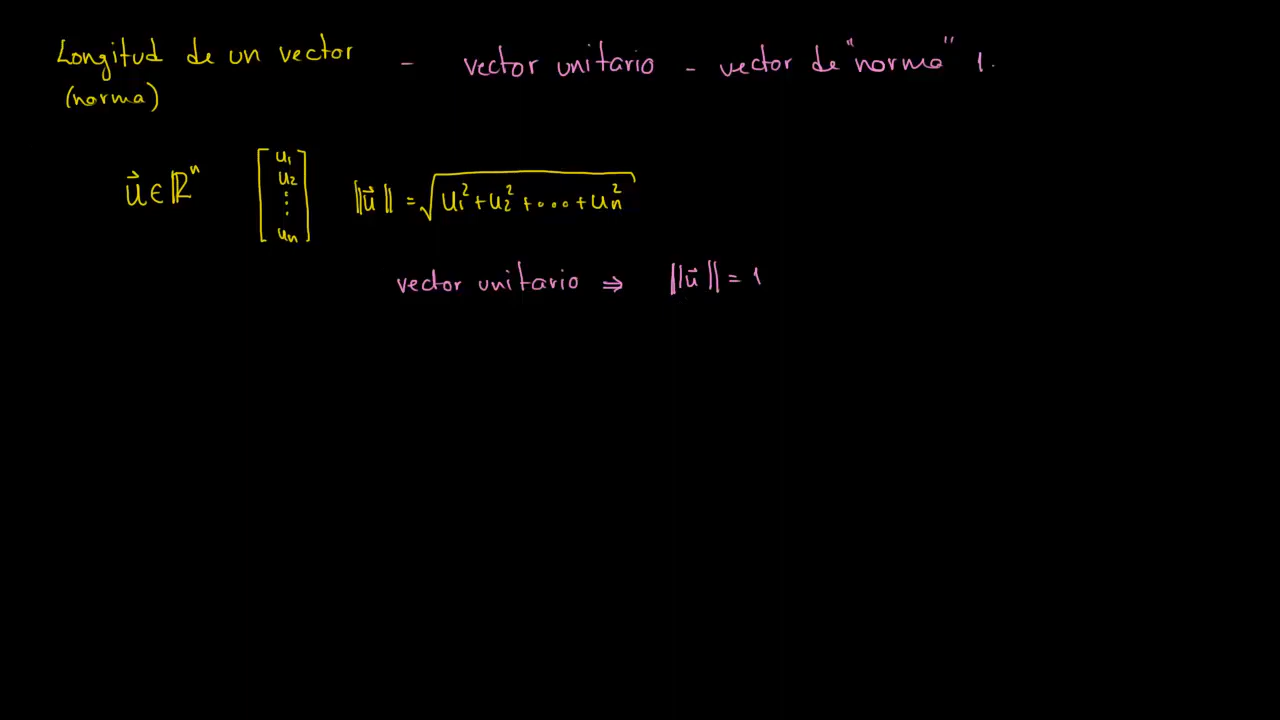 Longitud de un vector - vector unitario - vector de "norma" 1.
(norma)
u⃗ ∈ ℝⁿ [u₁ u₂ ⋮ uₙ] ||u⃗|| = √(u₁² + u₂² + ... + uₙ²)
vector unitario ⇒ ||u⃗|| = 1